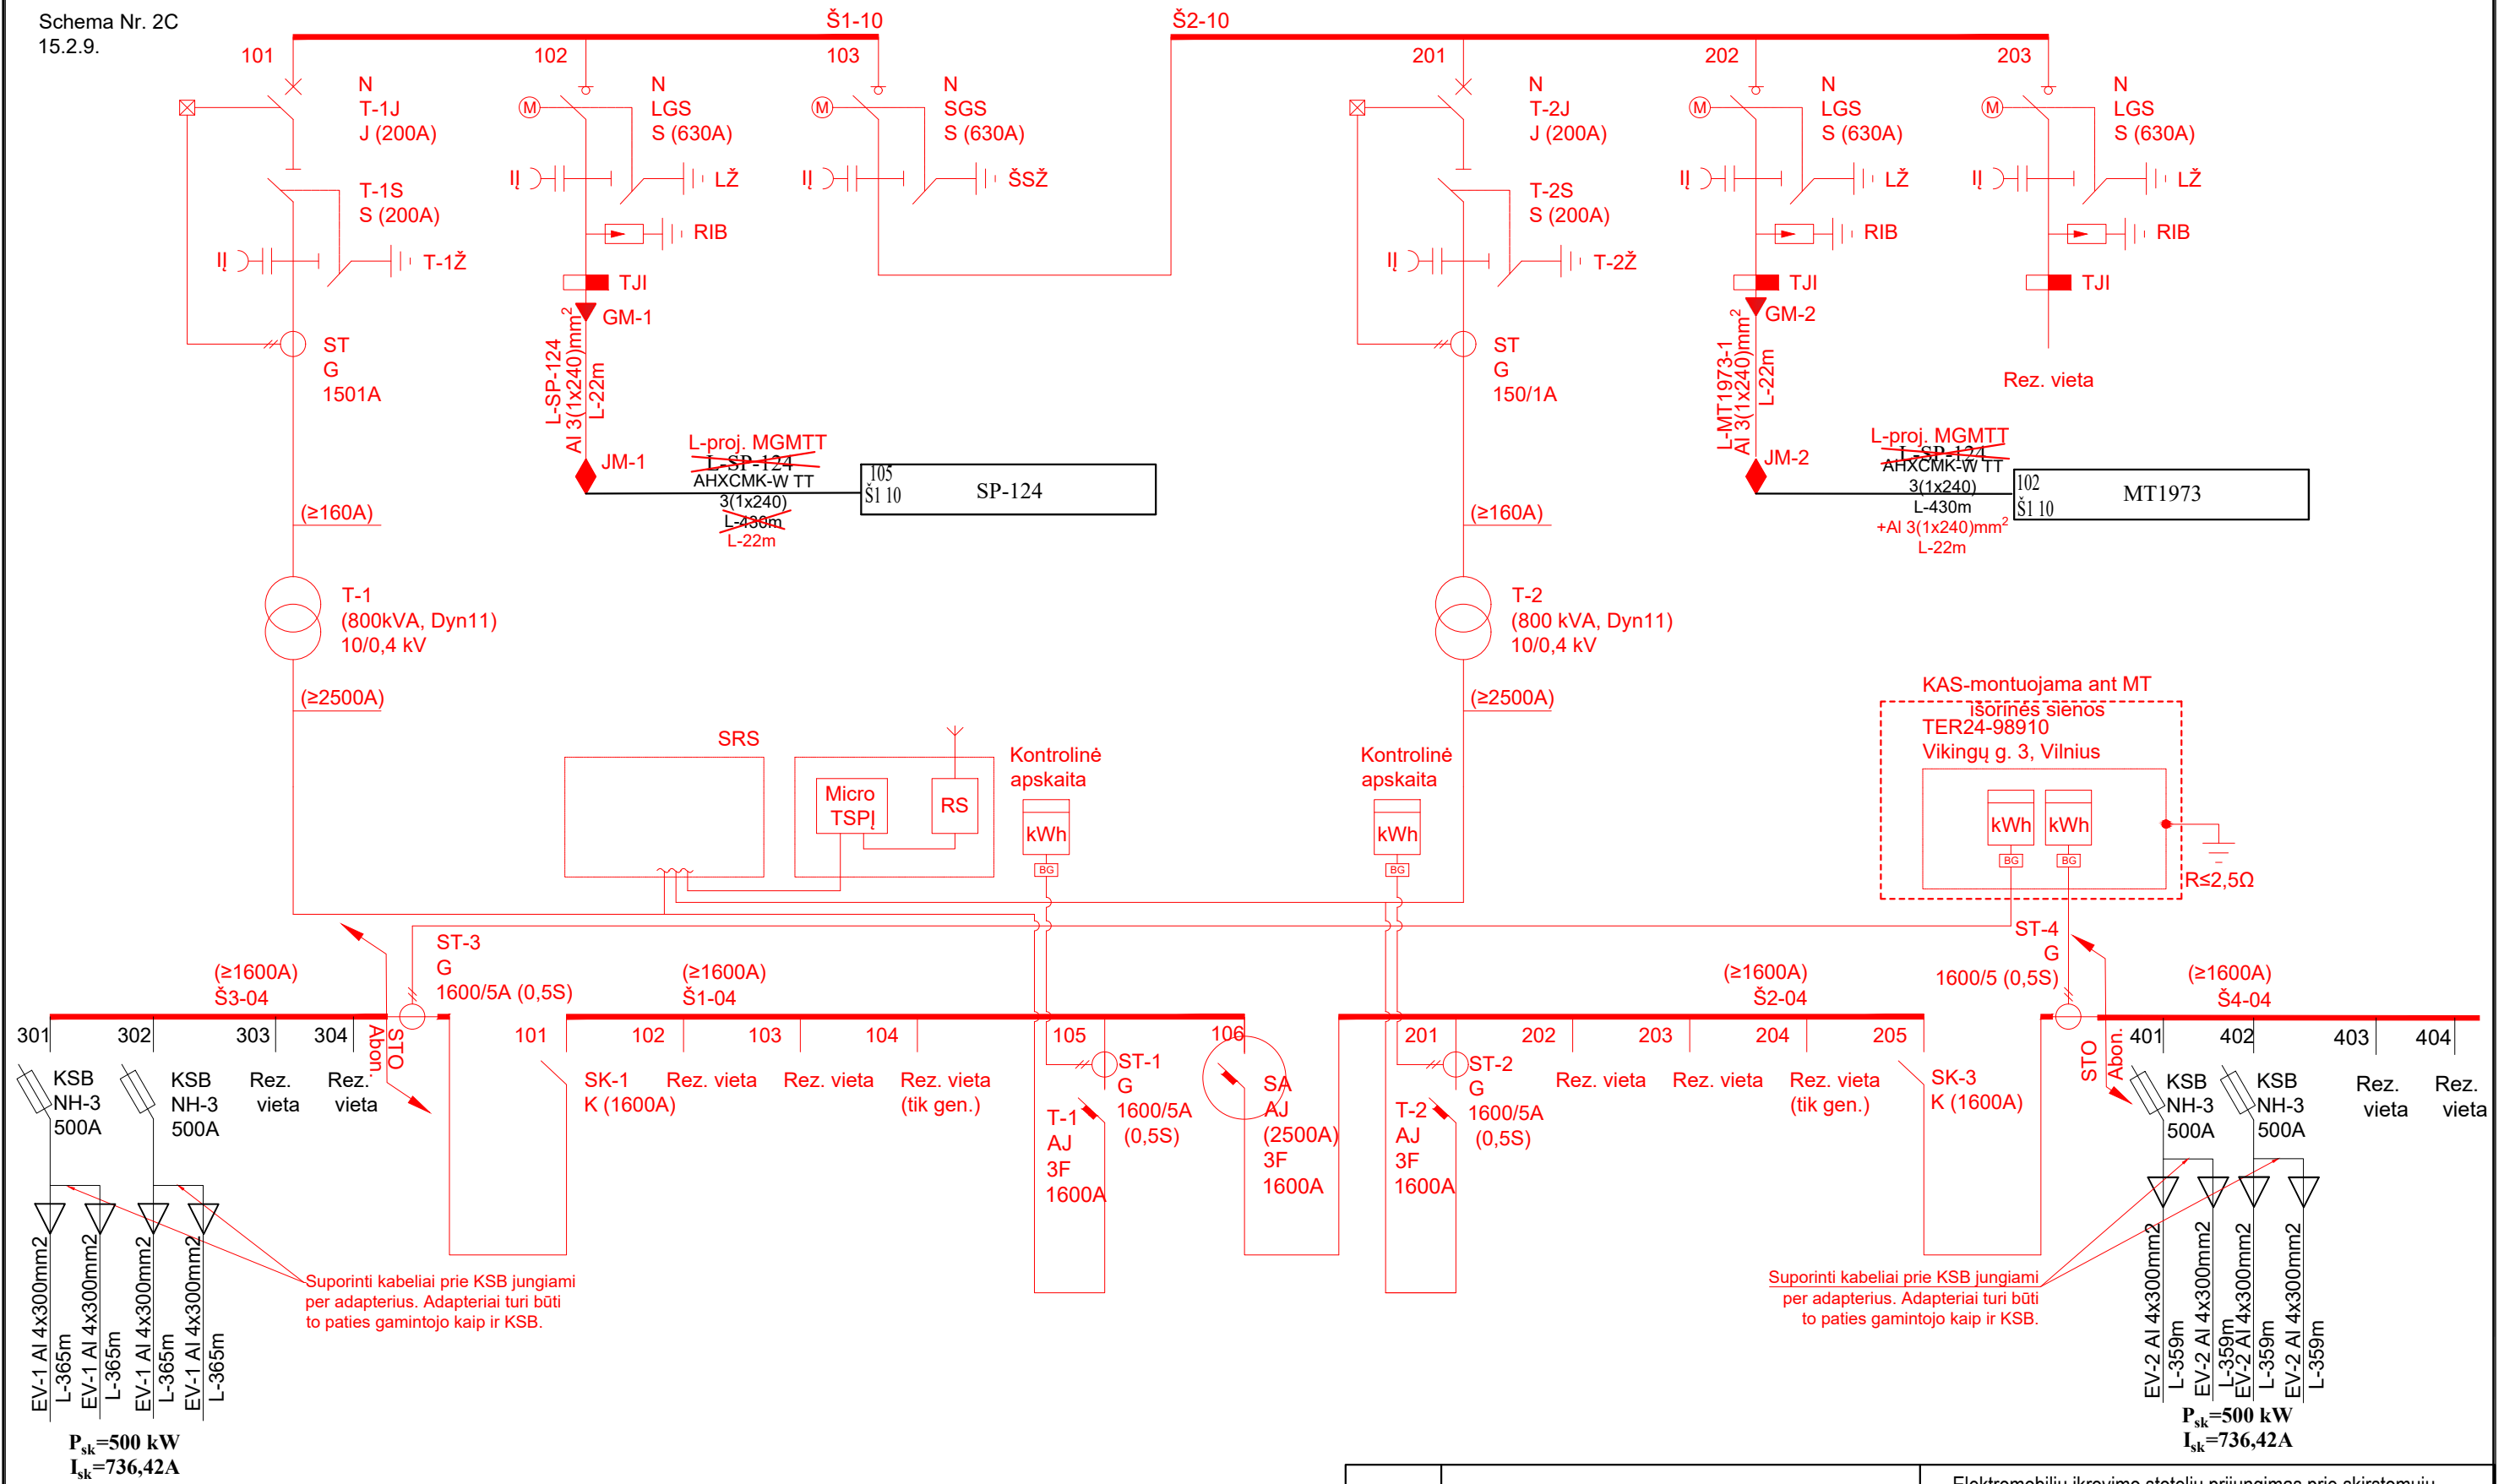 Schema Nr. 2C
15.2.9.
Š1-10
Š2-10
101
102
103
201
202
203
N
T-1J
J (200A)
T-1S
S (200A)
IĮ
T-1Ž
ST
G
1501A
M
N
LGS
S (630A)
IĮ
LŽ
RIB
TJI
GM-1
L-SP-124
Al 3(1x240)mm²
L-22m
JM-1
M
N
SGS
S (630A)
IĮ
ŠSŽ
L-proj. MGMTT
L-SP-124
AHXCMK-W TT
3(1x240)
L-430m
L-22m
105
Š1 10
SP-124
N
T-2J
J (200A)
T-2S
S (200A)
IĮ
T-2Ž
ST
G
150/1A
M
N
LGS
S (630A)
IĮ
LŽ
RIB
TJI
GM-2
L-MT1973-1
Al 3(1x240)mm²
L-22m
JM-2
M
N
LGS
S (630A)
IĮ
LŽ
RIB
TJI
Rez. vieta
L-proj. MGMTT
L-SP-124
AHXCMK-W TT
3(1x240)
L-430m
+Al 3(1x240)mm²
L-22m
102
Š1 10
MT1973
(≥160A)
T-1
(800kVA, Dyn11)
10/0,4 kV
(≥2500A)
(≥160A)
T-2
(800 kVA, Dyn11)
10/0,4 kV
(≥2500A)
SRS
Micro
TSPĮ
RS
Kontrolinė
apskaita
kWh
BG
Kontrolinė
apskaita
kWh
BG
KAS-montuojama ant MT
išorinės sienos
TER24-98910
Vikingų g. 3, Vilnius
kWh
kWh
BG
BG
R≤2,5Ω
(≥1600A)
Š3-04
ST-3
G
1600/5A (0,5S)
(≥1600A)
Š1-04
(≥1600A)
Š2-04
ST-4
G
1600/5 (0,5S)
(≥1600A)
Š4-04
301
302
303
304
Abon.
STO
101
102
103
104
105
106
201
202
203
204
205
STO
Abon.
401
402
403
404
KSB
NH-3
500A
KSB
NH-3
500A
Rez.
vieta
Rez.
vieta
SK-1
K (1600A)
Rez. vieta
Rez. vieta
Rez. vieta
(tik gen.)
ST-1
G
1600/5A
(0,5S)
T-1
AJ
3F
1600A
SA
AJ
(2500A)
3F
1600A
ST-2
G
1600/5A
(0,5S)
T-2
AJ
3F
1600A
Rez. vieta
Rez. vieta
Rez. vieta
(tik gen.)
SK-3
K (1600A)
KSB
NH-3
500A
KSB
NH-3
500A
Rez.
vieta
Rez.
vieta
EV-1 Al 4x300mm2
L-365m
EV-1 Al 4x300mm2
L-365m
EV-1 Al 4x300mm2
L-365m
EV-1 Al 4x300mm2
L-365m
Suporinti kabeliai prie KSB jungiami
per adapterius. Adapteriai turi būti
to paties gamintojo kaip ir KSB.
Suporinti kabeliai prie KSB jungiami
per adapterius. Adapteriai turi būti
to paties gamintojo kaip ir KSB.
EV-2 Al 4x300mm2
L-359m
EV-2 Al 4x300mm2
L-359m
EV-2 Al 4x300mm2
L-359m
EV-2 Al 4x300mm2
L-359m
Psk=500 kW
Isk=736,42A
Psk=500 kW
Isk=736,42A
Elektromobilių įkrovimo stotelių prijungimas prie skirstomųjų